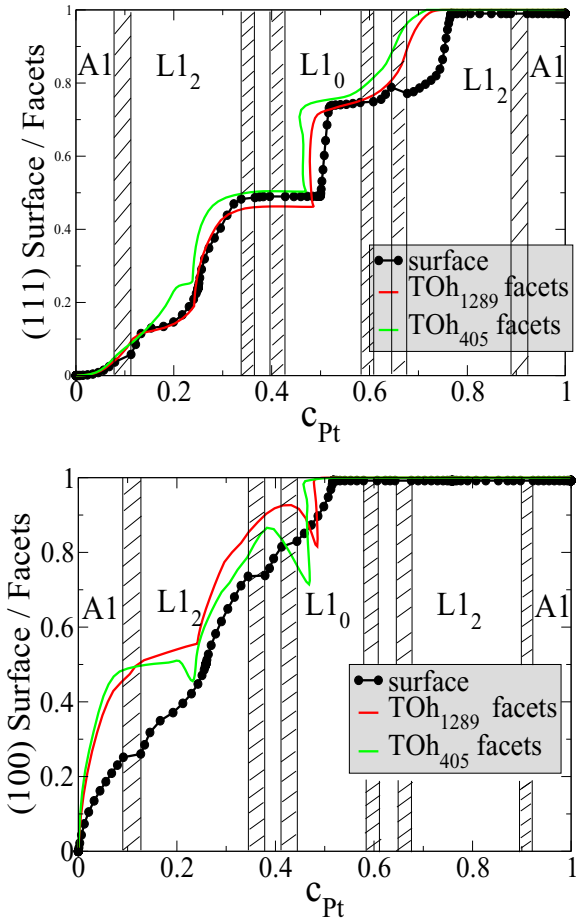 1
0.8
0.6
0.4
0.2
0
(111) Surface / Facets
A1
L1₂
L1₀
L1₂
A1
surface
TOh₁₂₈₉ facets
TOh₄₀₅ facets
0 0.2 0.4 0.6 0.8 1
c_Pt
1
0.8
0.6
0.4
0.2
0
(100) Surface / Facets
A1
L1₂
L1₀
L1₂
A1
surface
TOh₁₂₈₉ facets
TOh₄₀₅ facets
0 0.2 0.4 0.6 0.8 1
c_Pt